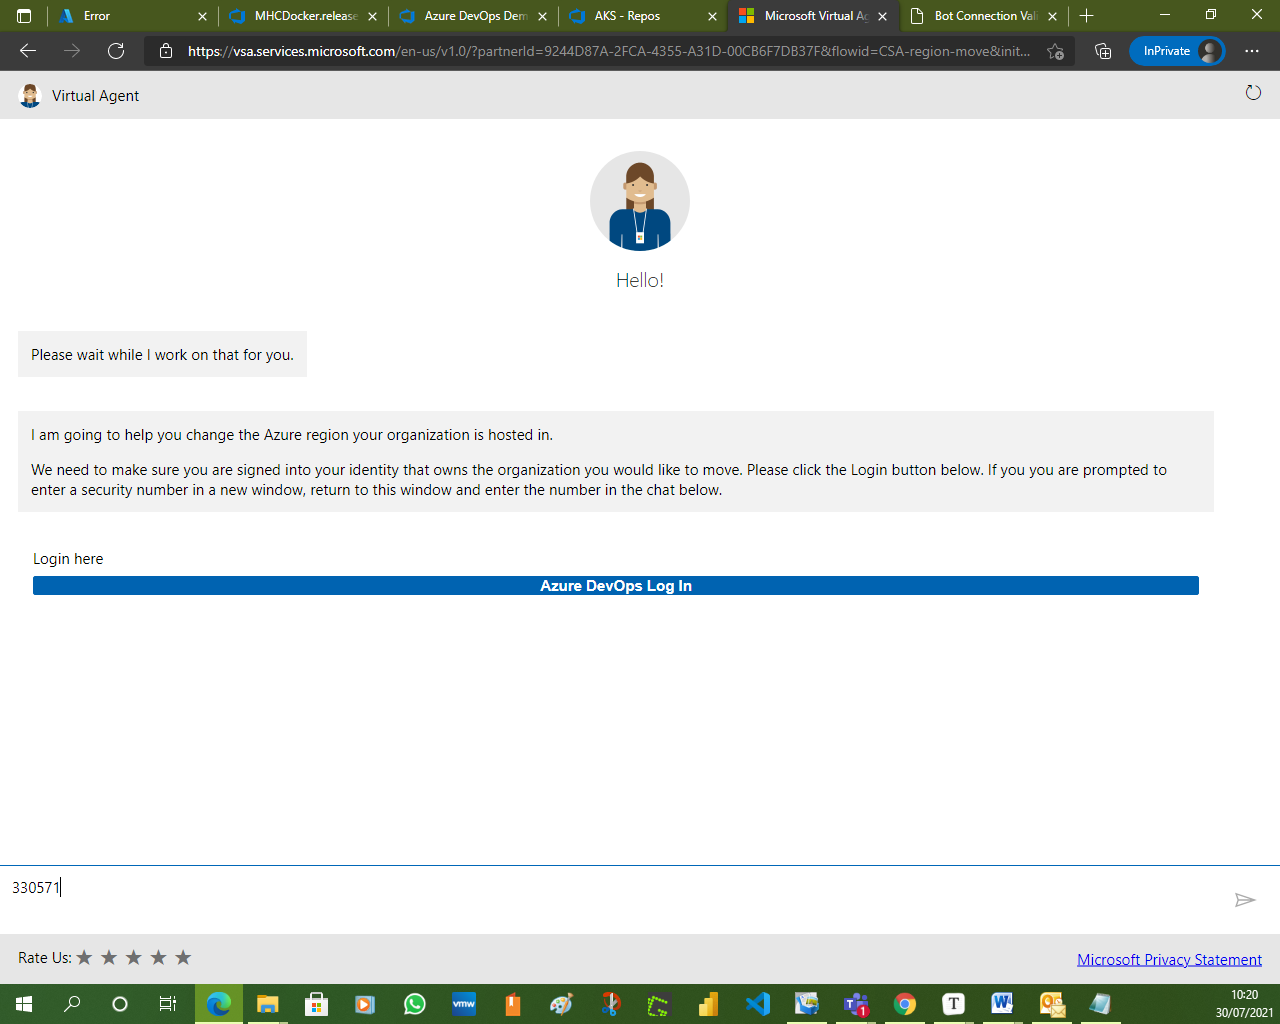 Error
MHCDocker.release
Azure DevOps Dem
AKS - Repos
Microsoft Virtual Ag
Bot Connection Vali
https://vsa.services.microsoft.com/en-us/v1.0/?partnerId=9244D87A-2FCA-4355-A31D-00CB6F7DB37F&flowid=CSA-region-move&init...
InPrivate
Virtual Agent
Hello!
Please wait while I work on that for you.
I am going to help you change the Azure region your organization is hosted in.
We need to make sure you are signed into your identity that owns the organization you would like to move. Please click the Login button below. If you you are prompted to
enter a security number in a new window, return to this window and enter the number in the chat below.
Login here
Azure DevOps Log In
330571
Rate Us:
Microsoft Privacy Statement
vmw
T
1
10:20
30/07/2021